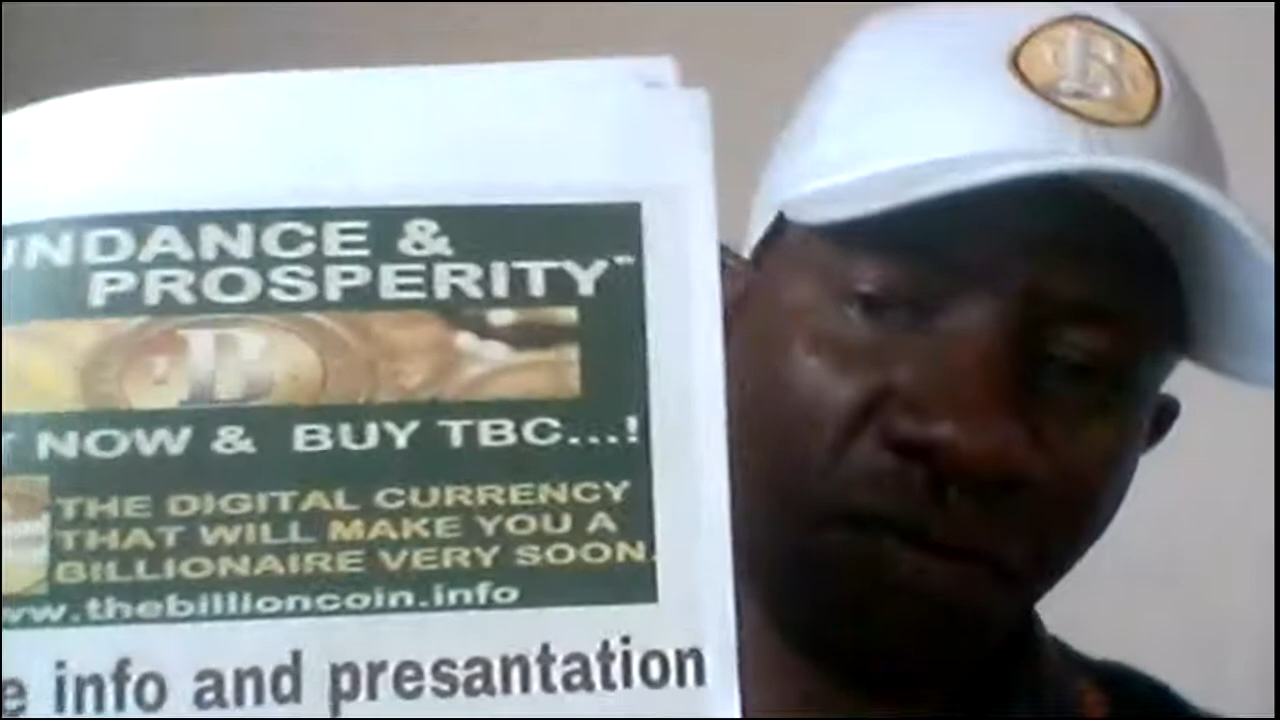 UNDANCE &
PROSPERITY™
NOW & BUY TBC...!
THE DIGITAL CURRENCY
THAT WILL MAKE YOU A
BILLIONAIRE VERY SOON.
ww.thebillioncoin.info
e info and presantation